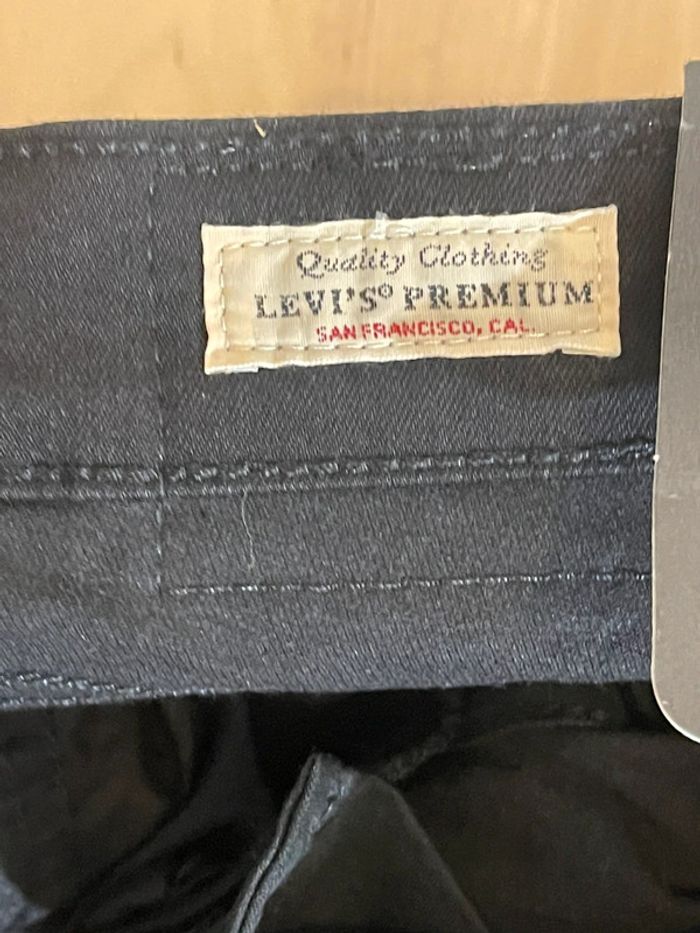 Quality Clothing
LEVI'S® PREMIUM
SAN FRANCISCO, CAL.